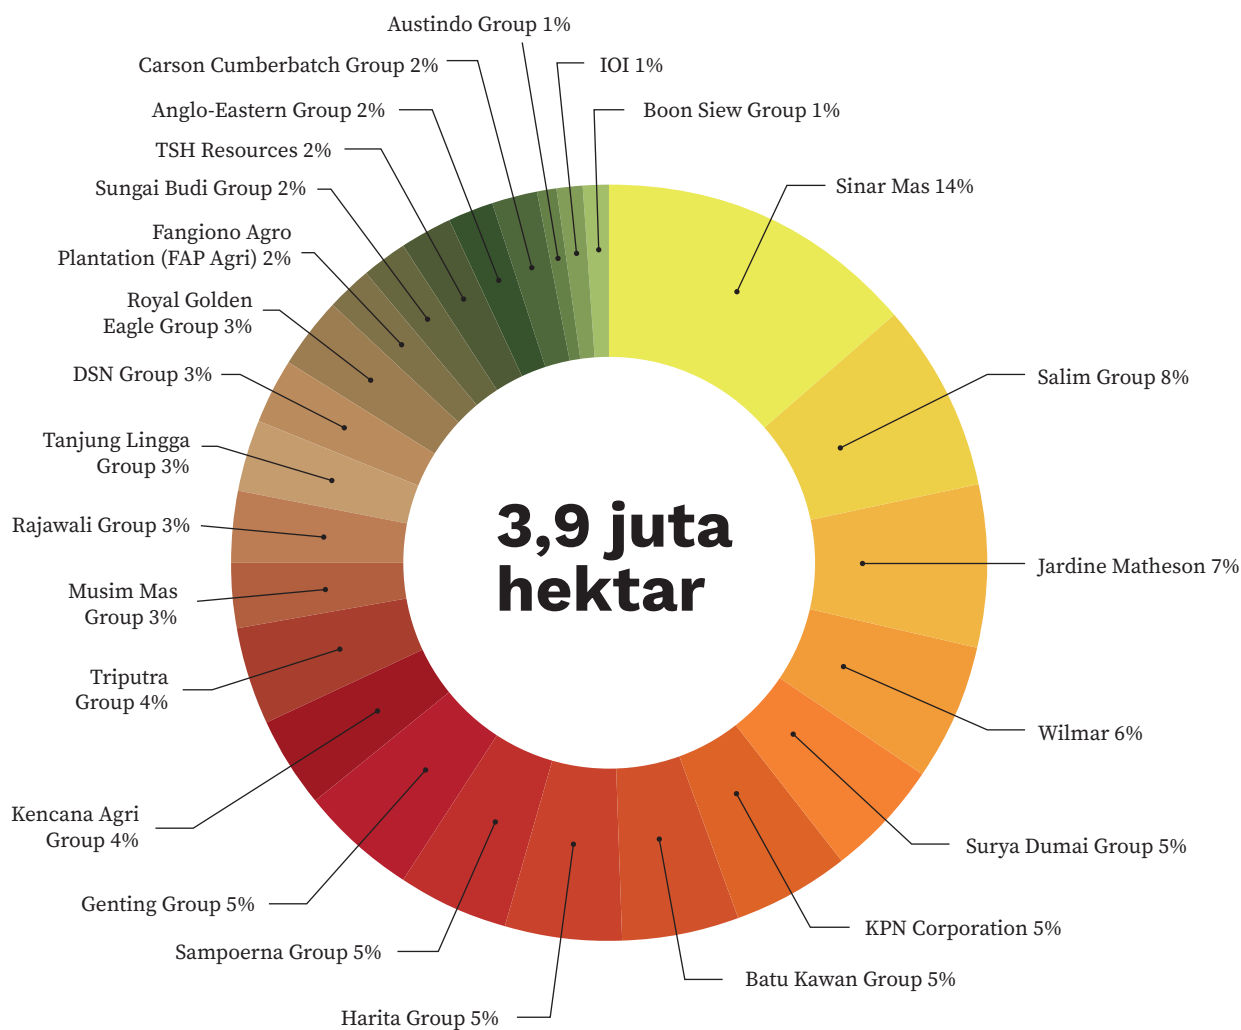 Austindo Group 1%
Carson Cumberbatch Group 2%
IOI 1%
Anglo-Eastern Group 2%
Boon Siew Group 1%
TSH Resources 2%
Sungai Budi Group 2%
Sinar Mas 14%
Fangiono Agro
Plantation (FAP Agri) 2%
Royal Golden
Eagle Group 3%
DSN Group 3%
Salim Group 8%
Tanjung Lingga
Group 3%
Rajawali Group 3%
3,9 juta
hektar
Jardine Matheson 7%
Musim Mas
Group 3%
Triputra
Group 4%
Wilmar 6%
Kencana Agri
Group 4%
Surya Dumai Group 5%
Genting Group 5%
KPN Corporation 5%
Sampoerna Group 5%
Batu Kawan Group 5%
Harita Group 5%